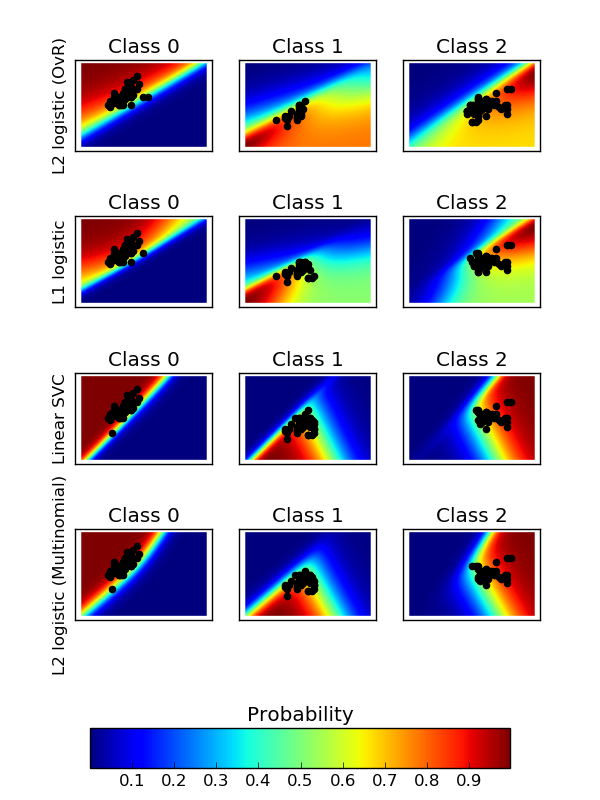 Class 0 Class 1 Class 2
L2 logistic (OvR)
Class 0 Class 1 Class 2
L1 logistic
Class 0 Class 1 Class 2
Linear SVC
Class 0 Class 1 Class 2
L2 logistic (Multinomial)
Probability
0.1 0.2 0.3 0.4 0.5 0.6 0.7 0.8 0.9